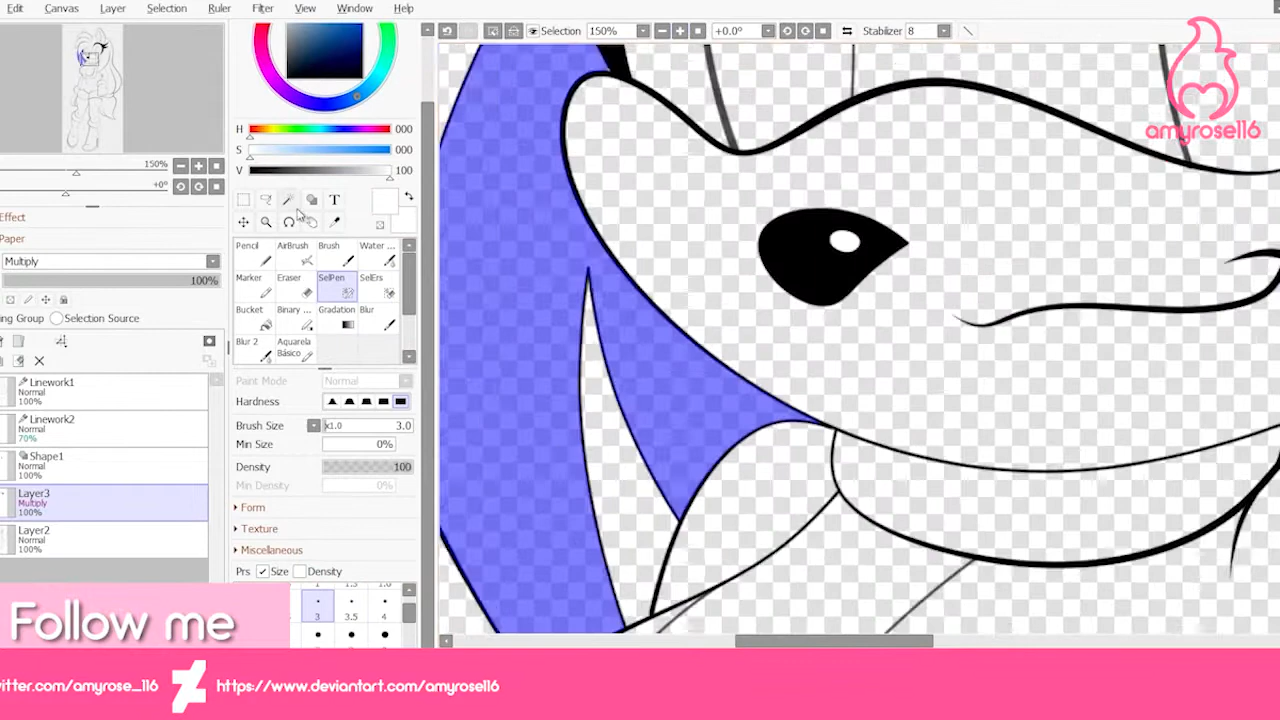 Edit Canvas Layer Selection Ruler Filter View Window Help
Selection 150% +0.0° Stabilizer 8
amyrose116
H 000
S 000
V 100
150%
+0°
T
Effect
Paper
Multiply
100%
Selection Source
Pencil AirBrush Brush Water ...
Marker Eraser SelPen SelErs
Bucket Binary ... Gradation Blur
Blur 2 Aquarela Básico
Linework1
Normal
100%
Linework2
Normal
70%
Shape1
Normal
100%
Layer3
Multiply
100%
Layer2
Normal
100%
Paint Mode Normal
Hardness
Brush Size x1.0 3.0
Min Size 0%
Density 100
Min Density 0%
Form
Texture
Miscellaneous
Prs Size Density
3 3.5 4
Follow me
witter.com/amyrose_116 https://www.deviantart.com/amyrose116